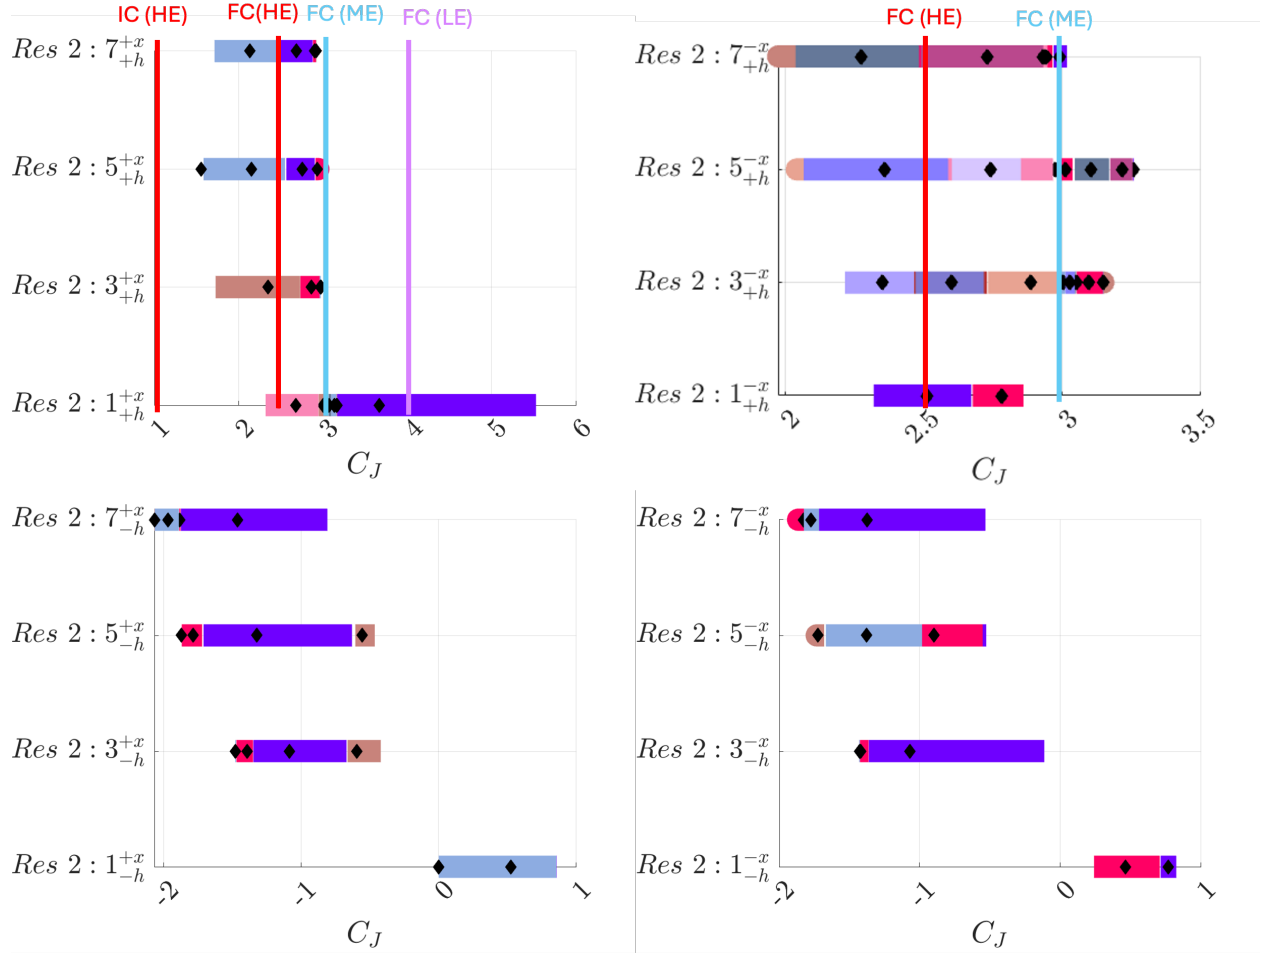 IC (HE) FC(HE) FC (ME) FC (LE)
Res 2 : 7^{+x}_{+h}
Res 2 : 5^{+x}_{+h}
Res 2 : 3^{+x}_{+h}
Res 2 : 1^{+x}_{+h}
1 2 3 4 5 6
C_J
FC (HE) FC (ME)
Res 2 : 7^{-x}_{+h}
Res 2 : 5^{-x}_{+h}
Res 2 : 3^{-x}_{+h}
Res 2 : 1^{-x}_{+h}
2 2.5 3 3.5
C_J
Res 2 : 7^{+x}_{-h}
Res 2 : 5^{+x}_{-h}
Res 2 : 3^{+x}_{-h}
Res 2 : 1^{+x}_{-h}
-2 -1 0 1
C_J
Res 2 : 7^{-x}_{-h}
Res 2 : 5^{-x}_{-h}
Res 2 : 3^{-x}_{-h}
Res 2 : 1^{-x}_{-h}
-2 -1 0 1
C_J